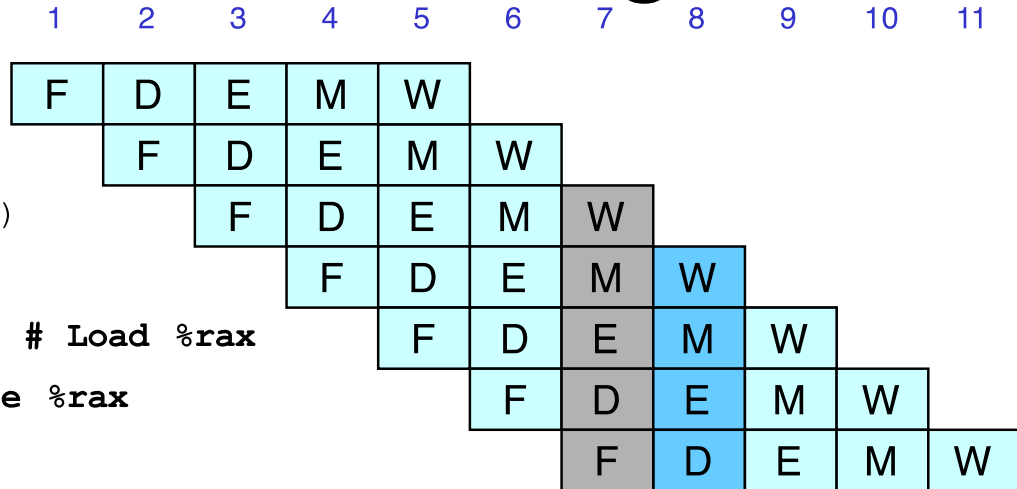 1 2 3 4 5 6 7 8 9 10 11
F D E M W
F D E M W
) F D E M W
F D E M W
# Load %rax F D E M W
e %rax F D E M W
F D E M W